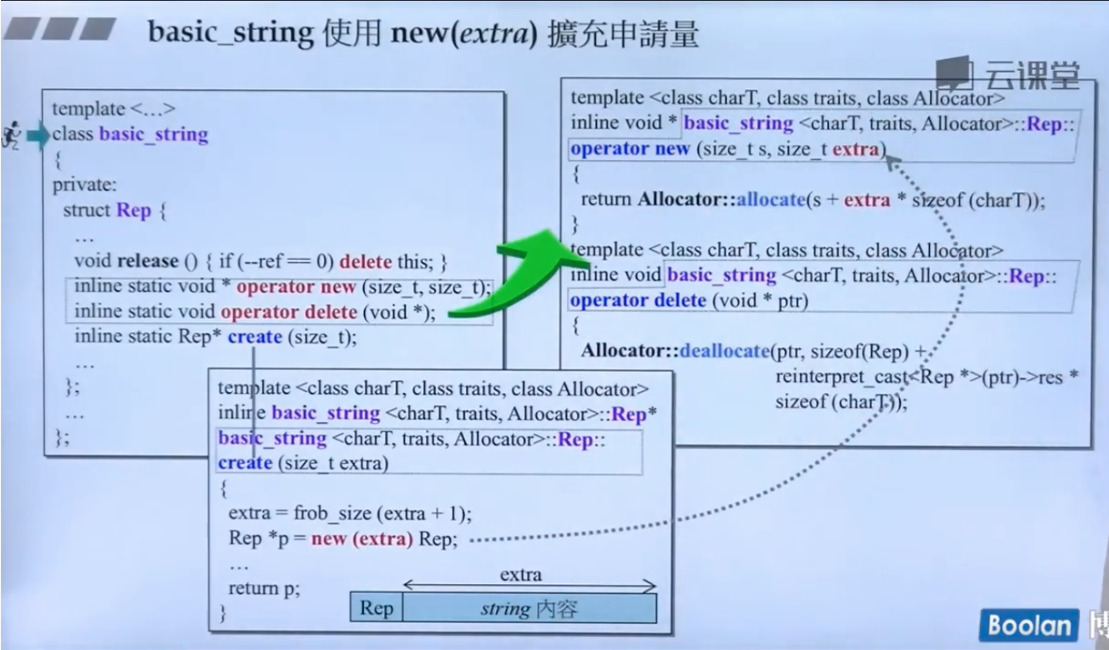 basic_string 使用 new(extra) 擴充申請量
云课堂
template <...>
class basic_string
{
private:
struct Rep {
...
void release () { if (--ref == 0) delete this; }
inline static void * operator new (size_t, size_t);
inline static void operator delete (void *);
inline static Rep* create (size_t);
...
};
...
};
template <class charT, class traits, class Allocator>
inline void * basic_string <charT, traits, Allocator>::Rep::
operator new (size_t s, size_t extra)
{
return Allocator::allocate(s + extra * sizeof (charT));
}
template <class charT, class traits, class Allocator>
inline void basic_string <charT, traits, Allocator>::Rep::
operator delete (void * ptr)
{
Allocator::deallocate(ptr, sizeof(Rep) +
reinterpret_cast<Rep *>(ptr)->res *
sizeof (charT));
template <class charT, class traits, class Allocator>
inline basic_string <charT, traits, Allocator>::Rep*
basic_string <charT, traits, Allocator>::Rep::
create (size_t extra)
{
extra = frob_size (extra + 1);
Rep *p = new (extra) Rep;
...
return p;
}
extra
Rep
string 內容
Boolan 博